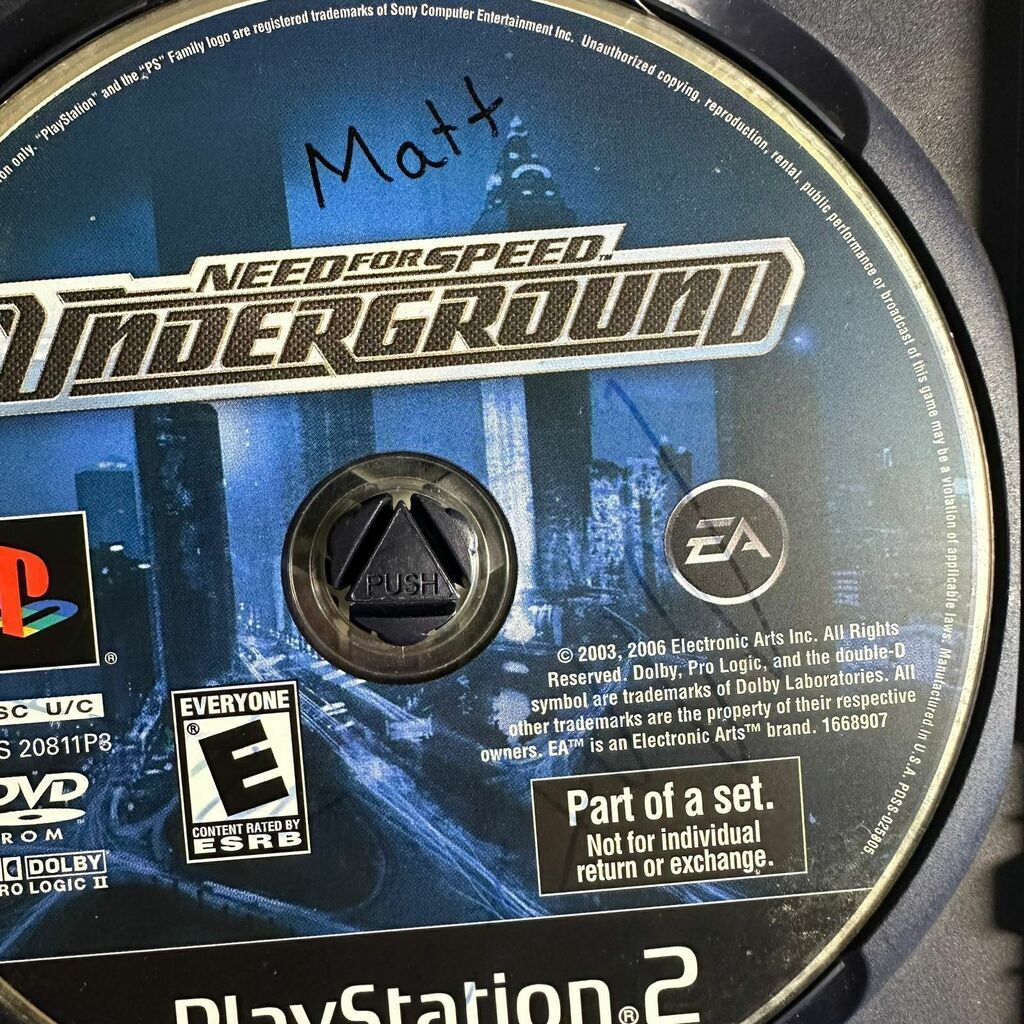 on only. "PlayStation" and the "PS" Family logo are registered trademarks of Sony Computer Entertainment Inc. Unauthorized copying, reproduction, rental, public performance or broadcast of this game may be a violation of applicable laws. Manufactured in U.S.A. PDSS-025805.
Matt
NEED FOR SPEED™
UNDERGROUND
PUSH
EA
®
SC U/C
S 20811P3
DVD
ROM
DOLBY
RO LOGIC II
EVERYONE
®
E
CONTENT RATED BY
ESRB
© 2003, 2006 Electronic Arts Inc. All Rights
Reserved. Dolby, Pro Logic, and the double-D
symbol are trademarks of Dolby Laboratories. All
other trademarks are the property of their respective
owners. EA™ is an Electronic Arts™ brand. 1668907
Part of a set.
Not for individual
return or exchange.
PlayStation®2